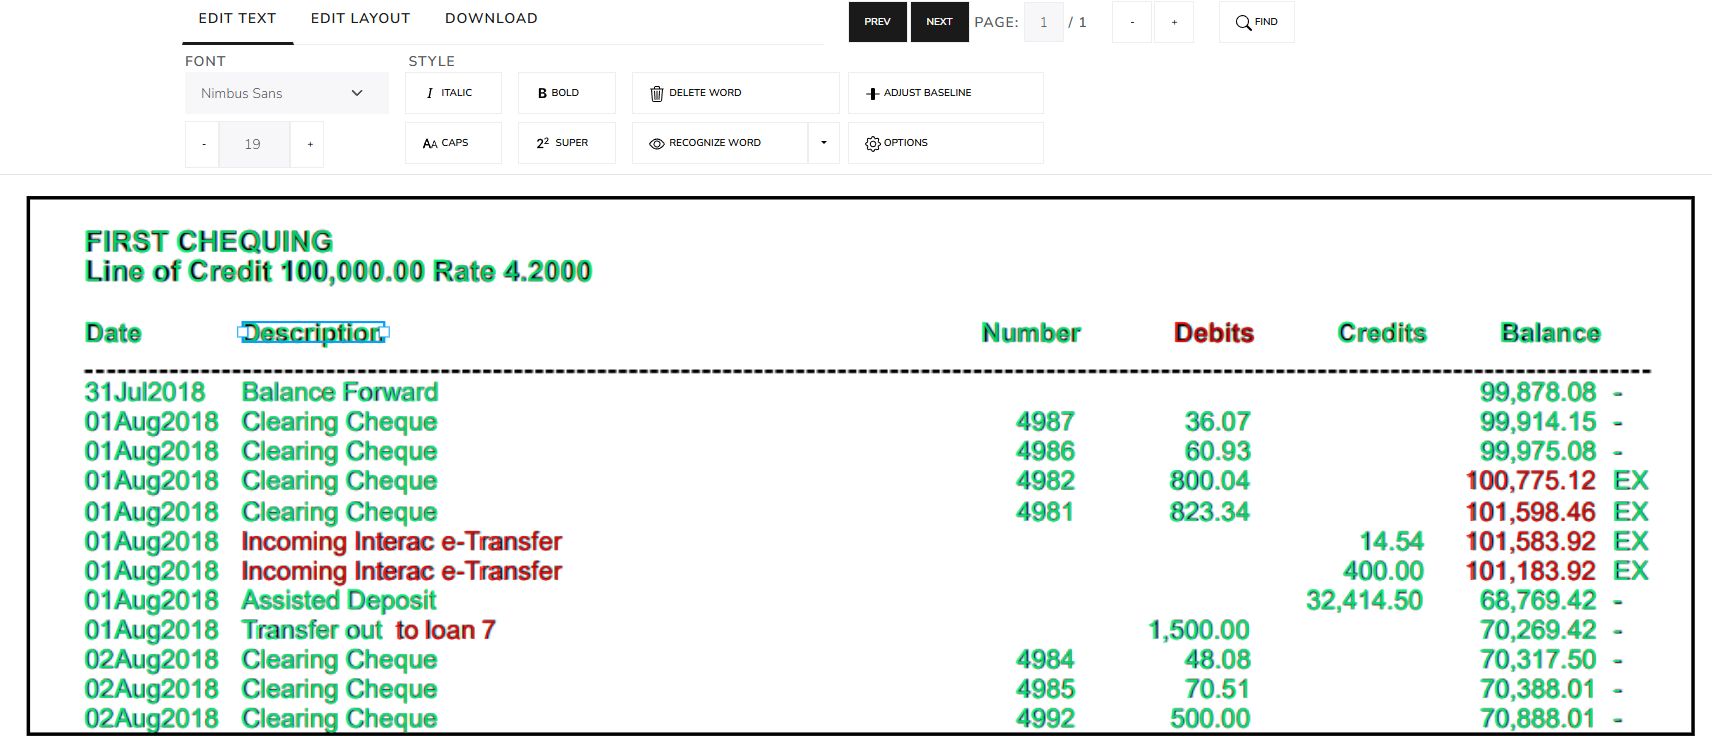 EDIT TEXT EDIT LAYOUT DOWNLOAD PREV NEXT PAGE: 1 / 1 - + FIND
FONT STYLE
Nimbus Sans I ITALIC B BOLD DELETE WORD ADJUST BASELINE
- 19 + AA CAPS 2² SUPER RECOGNIZE WORD OPTIONS
FIRST CHEQUING
Line of Credit 100,000.00 Rate 4.2000
Date Description Number Debits Credits Balance
31Jul2018 Balance Forward 99,878.08 -
01Aug2018 Clearing Cheque 4987 36.07 99,914.15 -
01Aug2018 Clearing Cheque 4986 60.93 99,975.08 -
01Aug2018 Clearing Cheque 4982 800.04 100,775.12 EX
01Aug2018 Clearing Cheque 4981 823.34 101,598.46 EX
01Aug2018 Incoming Interac e-Transfer 14.54 101,583.92 EX
01Aug2018 Incoming Interac e-Transfer 400.00 101,183.92 EX
01Aug2018 Assisted Deposit 32,414.50 68,769.42 -
01Aug2018 Transfer out to loan 7 1,500.00 70,269.42 -
02Aug2018 Clearing Cheque 4984 48.08 70,317.50 -
02Aug2018 Clearing Cheque 4985 70.51 70,388.01 -
02Aug2018 Clearing Cheque 4992 500.00 70,888.01 -